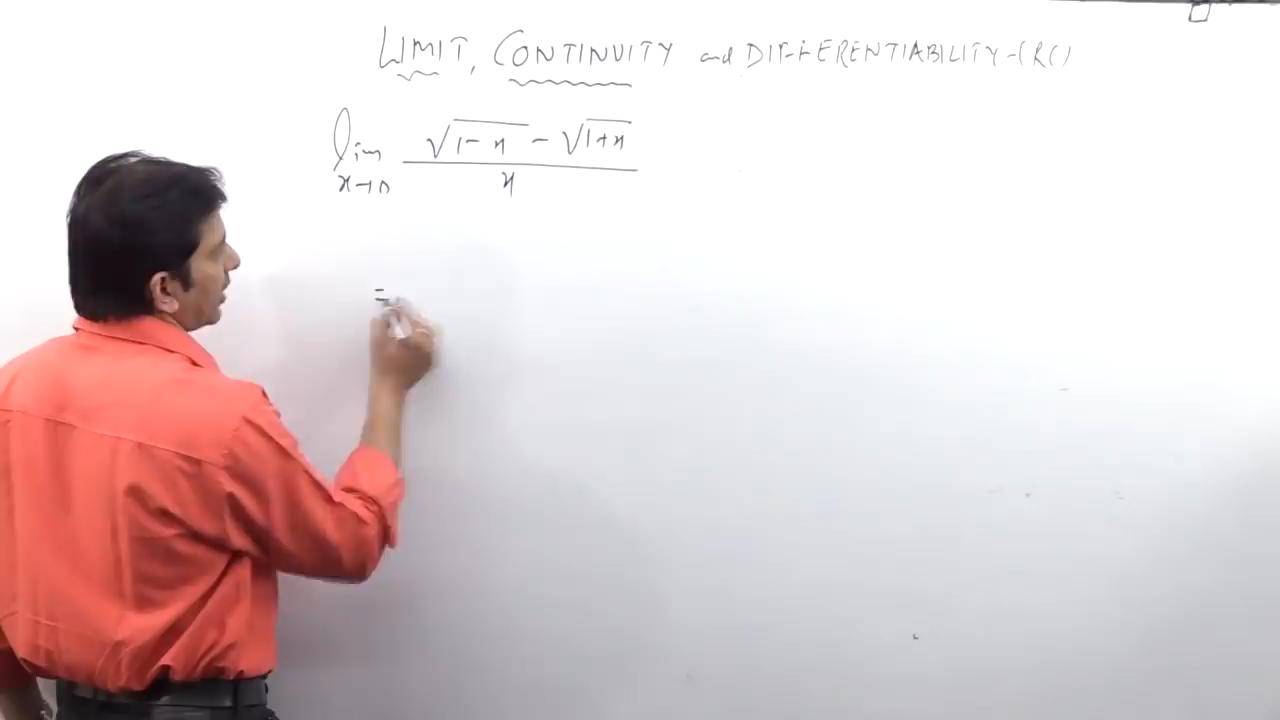 LIMIT, CONTINUITY and DIFFERENTIABILITY-(RC)
lim x→0 (√(1-x) - √(1+x)) / x
=